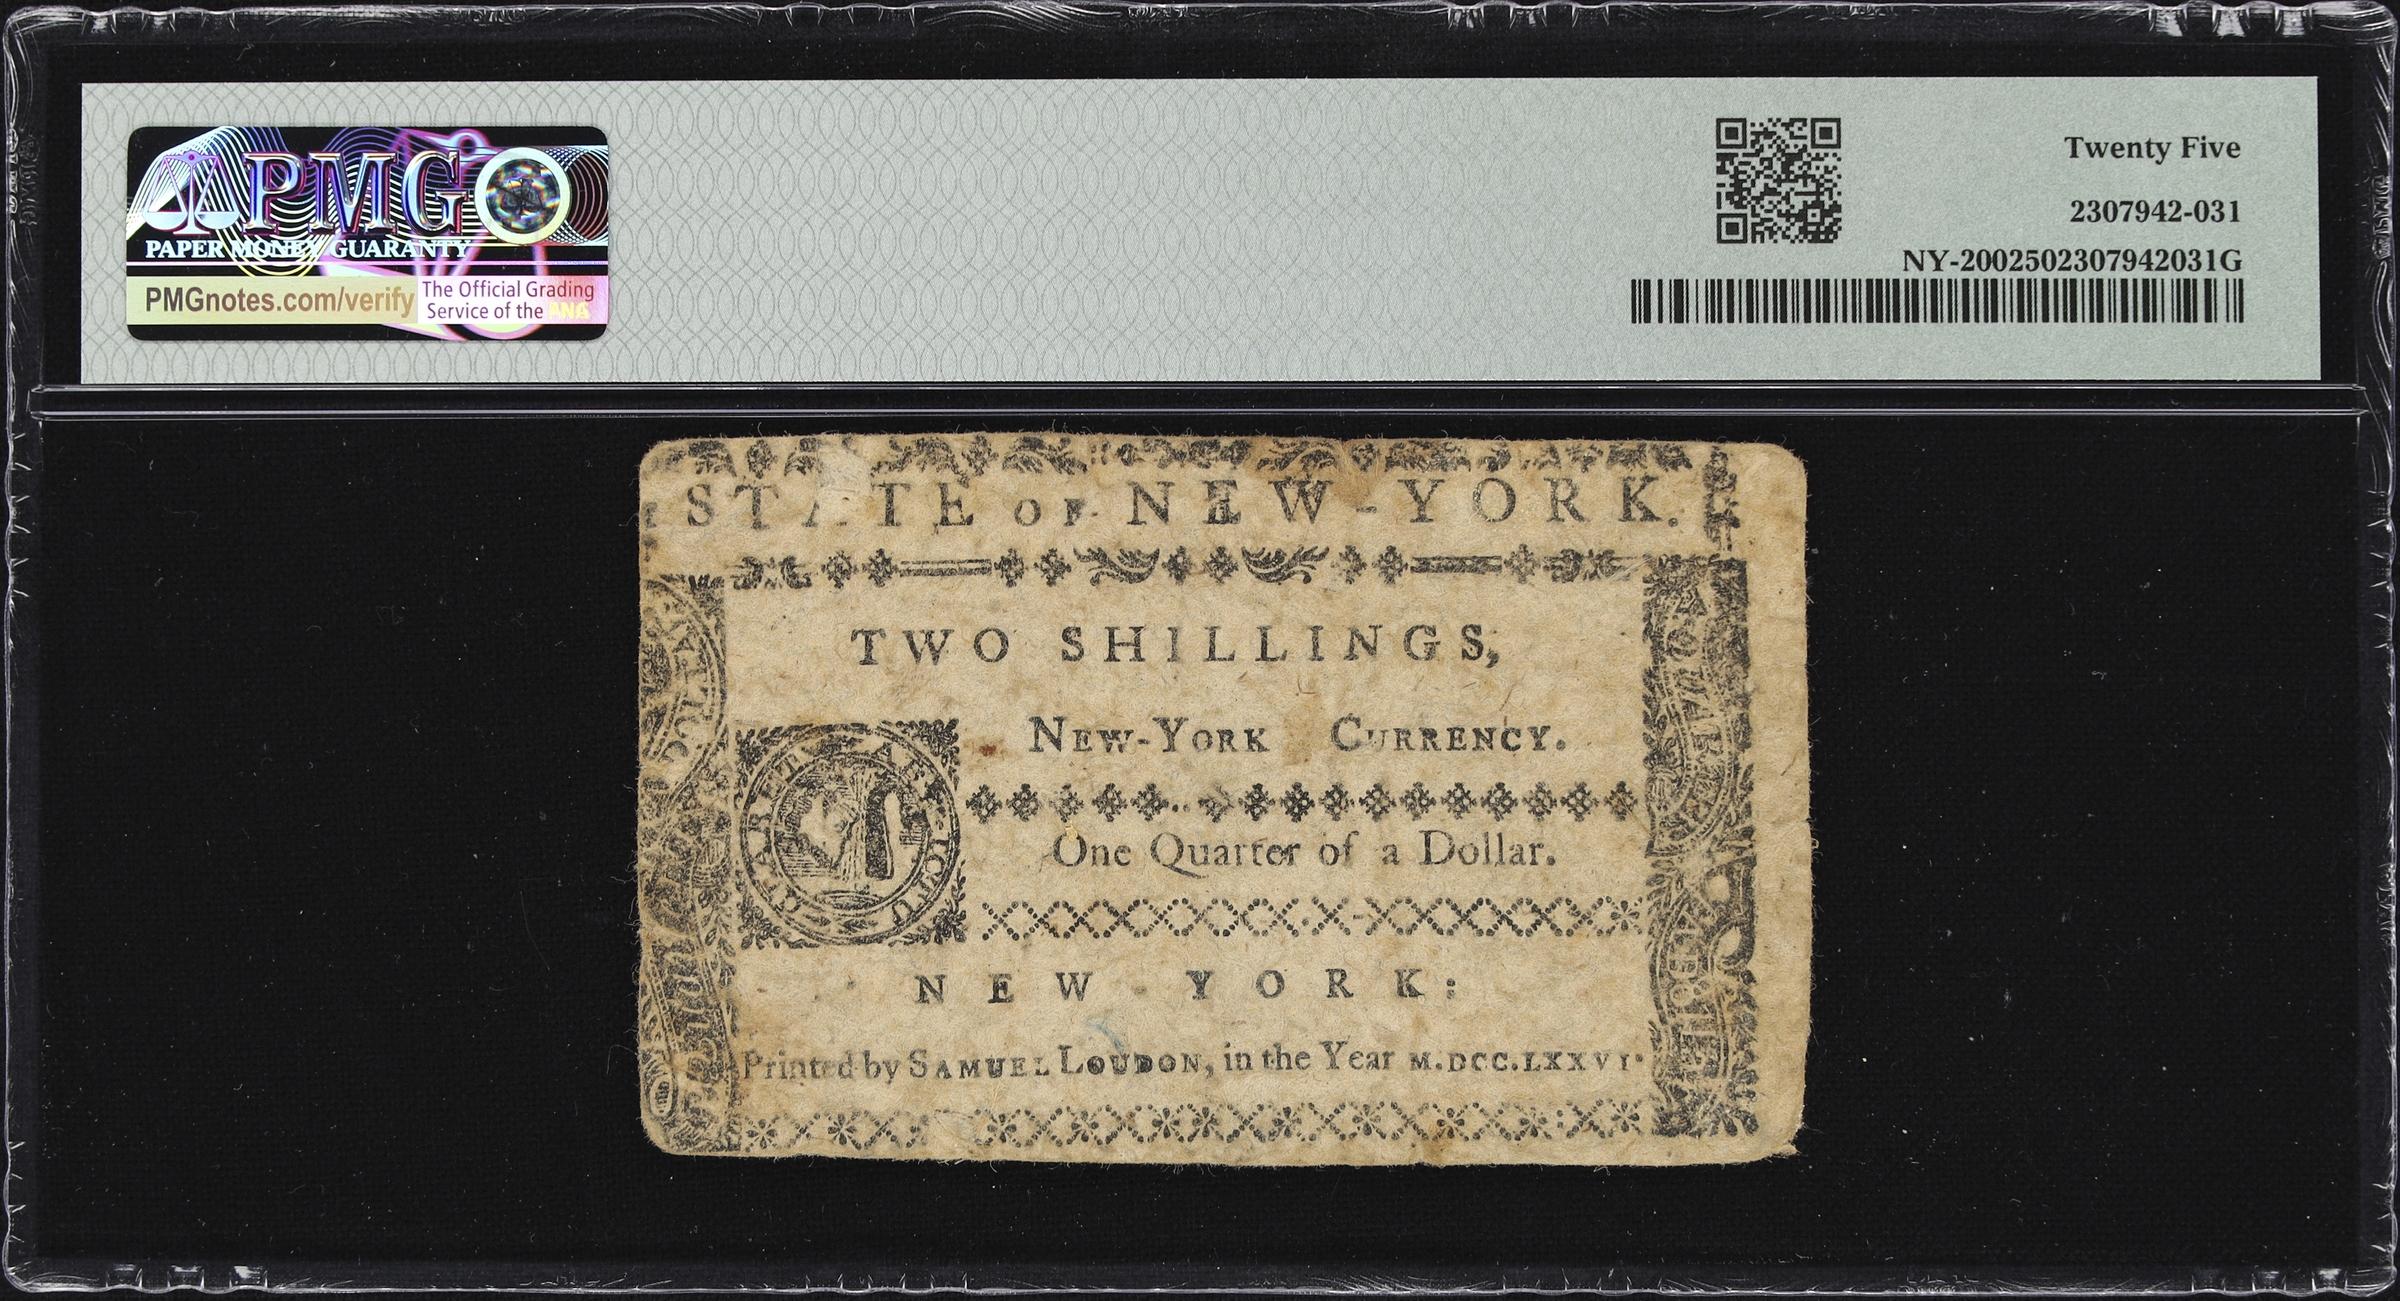 PMG
PAPER MONEY GUARANTY
PMGnotes.com/verify
The Official Grading
Service of the ANA
Twenty Five
2307942-031
NY-2002502307942031G
STATE OF NEW-YORK.
TWO SHILLINGS,
NEW-YORK CURRENCY.
One Quarter of a Dollar.
NEW-YORK:
Printed by SAMUEL LOUDON, in the Year M.DCC.LXXVI.